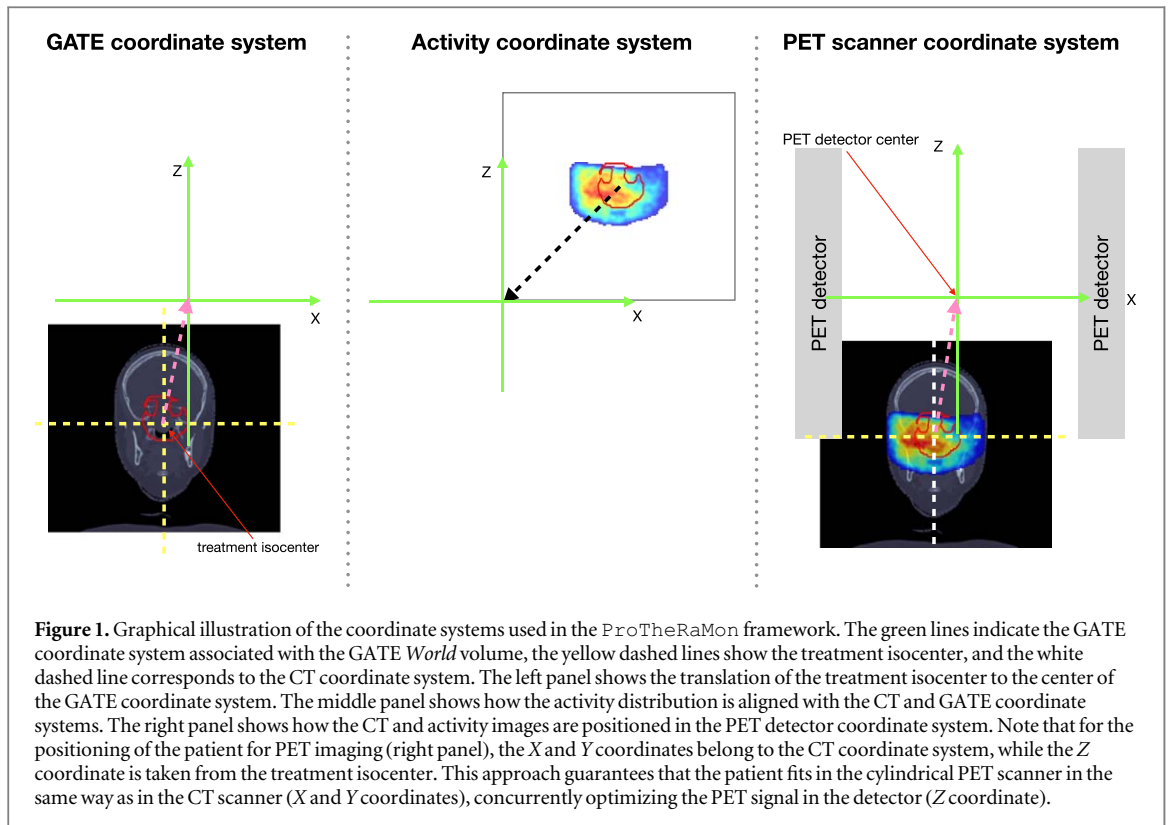 GATE coordinate system
Activity coordinate system
PET scanner coordinate system
Z
X
treatment isocenter
Z
X
PET detector center
Z
PET detector
PET detector
X
Figure 1. Graphical illustration of the coordinate systems used in the ProTheRaMon framework. The green lines indicate the GATE
coordinate system associated with the GATE World volume, the yellow dashed lines show the treatment isocenter, and the white
dashed line corresponds to the CT coordinate system. The left panel shows the translation of the treatment isocenter to the center of
the GATE coordinate system. The middle panel shows how the activity distribution is aligned with the CT and GATE coordinate
systems. The right panel shows how the CT and activity images are positioned in the PET detector coordinate system. Note that for the
positioning of the patient for PET imaging (right panel), the X and Y coordinates belong to the CT coordinate system, while the Z
coordinate is taken from the treatment isocenter. This approach guarantees that the patient fits in the cylindrical PET scanner in the
same way as in the CT scanner (X and Y coordinates), concurrently optimizing the PET signal in the detector (Z coordinate).